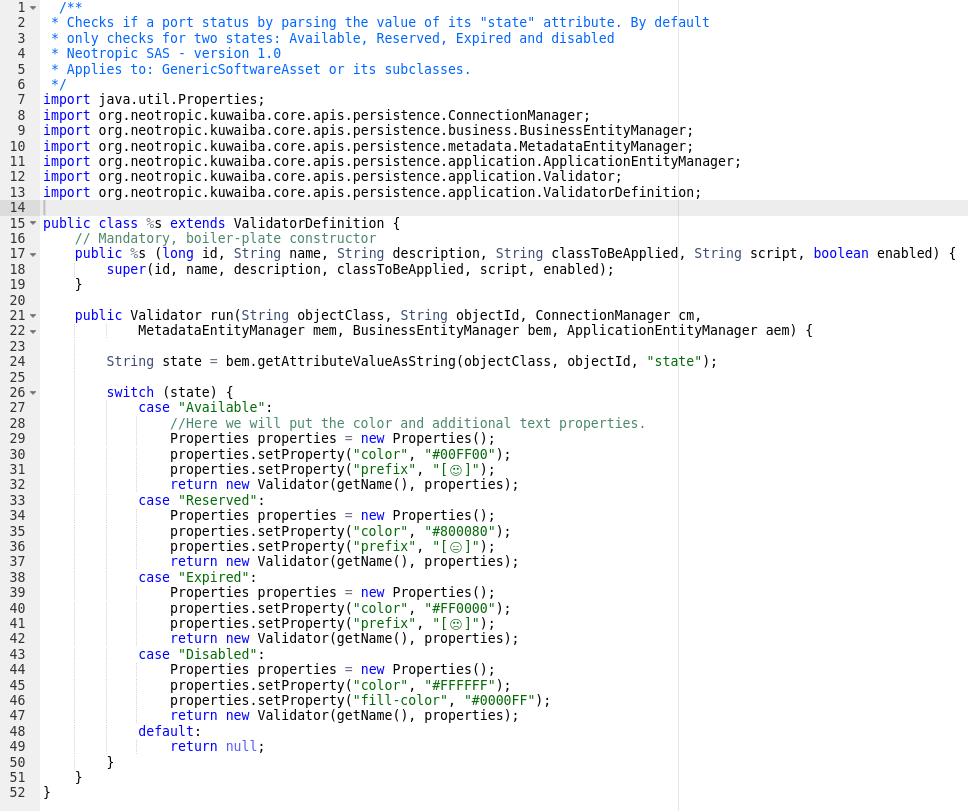 1 /**
2 * Checks if a port status by parsing the value of its "state" attribute. By default
3 * only checks for two states: Available, Reserved, Expired and disabled
4 * Neotropic SAS - version 1.0
5 * Applies to: GenericSoftwareAsset or its subclasses.
6 */
7 import java.util.Properties;
8 import org.neotropic.kuwaiba.core.apis.persistence.ConnectionManager;
9 import org.neotropic.kuwaiba.core.apis.persistence.business.BusinessEntityManager;
10 import org.neotropic.kuwaiba.core.apis.persistence.metadata.MetadataEntityManager;
11 import org.neotropic.kuwaiba.core.apis.persistence.application.ApplicationEntityManager;
12 import org.neotropic.kuwaiba.core.apis.persistence.application.Validator;
13 import org.neotropic.kuwaiba.core.apis.persistence.application.ValidatorDefinition;
14
15 public class %s extends ValidatorDefinition {
16     // Mandatory, boiler-plate constructor
17     public %s (long id, String name, String description, String classToBeApplied, String script, boolean enabled) {
18         super(id, name, description, classToBeApplied, script, enabled);
19     }
20
21     public Validator run(String objectClass, String objectId, ConnectionManager cm,
22             MetadataEntityManager mem, BusinessEntityManager bem, ApplicationEntityManager aem) {
23
24         String state = bem.getAttributeValueAsString(objectClass, objectId, "state");
25
26         switch (state) {
27             case "Available":
28                 //Here we will put the color and additional text properties.
29                 Properties properties = new Properties();
30                 properties.setProperty("color", "#00FF00");
31                 properties.setProperty("prefix", "[🙂]");
32                 return new Validator(getName(), properties);
33             case "Reserved":
34                 Properties properties = new Properties();
35                 properties.setProperty("color", "#800080");
36                 properties.setProperty("prefix", "[😑]");
37                 return new Validator(getName(), properties);
38             case "Expired":
39                 Properties properties = new Properties();
40                 properties.setProperty("color", "#FF0000");
41                 properties.setProperty("prefix", "[☹]");
42                 return new Validator(getName(), properties);
43             case "Disabled":
44                 Properties properties = new Properties();
45                 properties.setProperty("color", "#FFFFFF");
46                 properties.setProperty("fill-color", "#0000FF");
47                 return new Validator(getName(), properties);
48             default:
49                 return null;
50         }
51     }
52 }